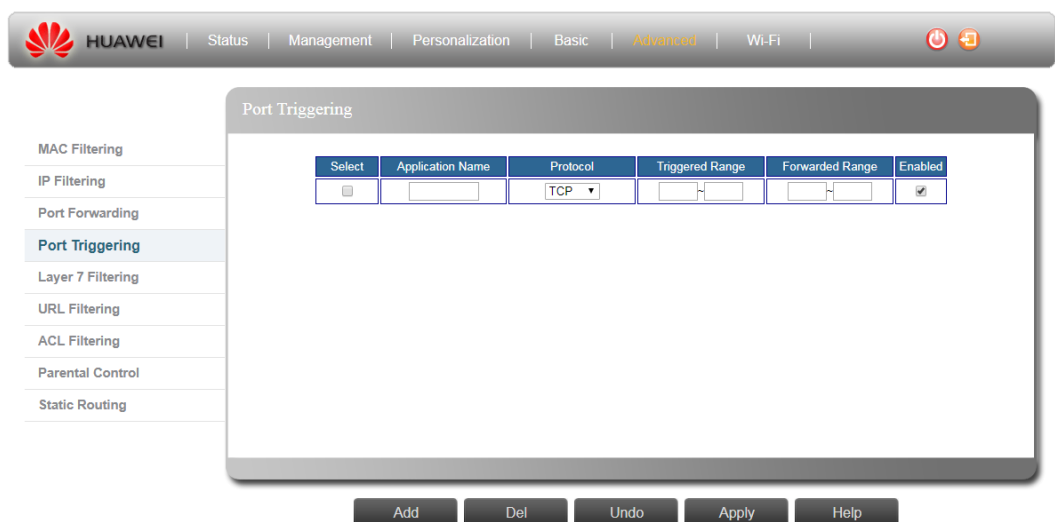 HUAWEI | Status | Management | Personalization | Basic | Advanced | Wi-Fi |
Port Triggering
MAC Filtering
IP Filtering
Port Forwarding
Port Triggering
Layer 7 Filtering
URL Filtering
ACL Filtering
Parental Control
Static Routing
Select Application Name Protocol Triggered Range Forwarded Range Enabled
TCP ~ ~
Add Del Undo Apply Help